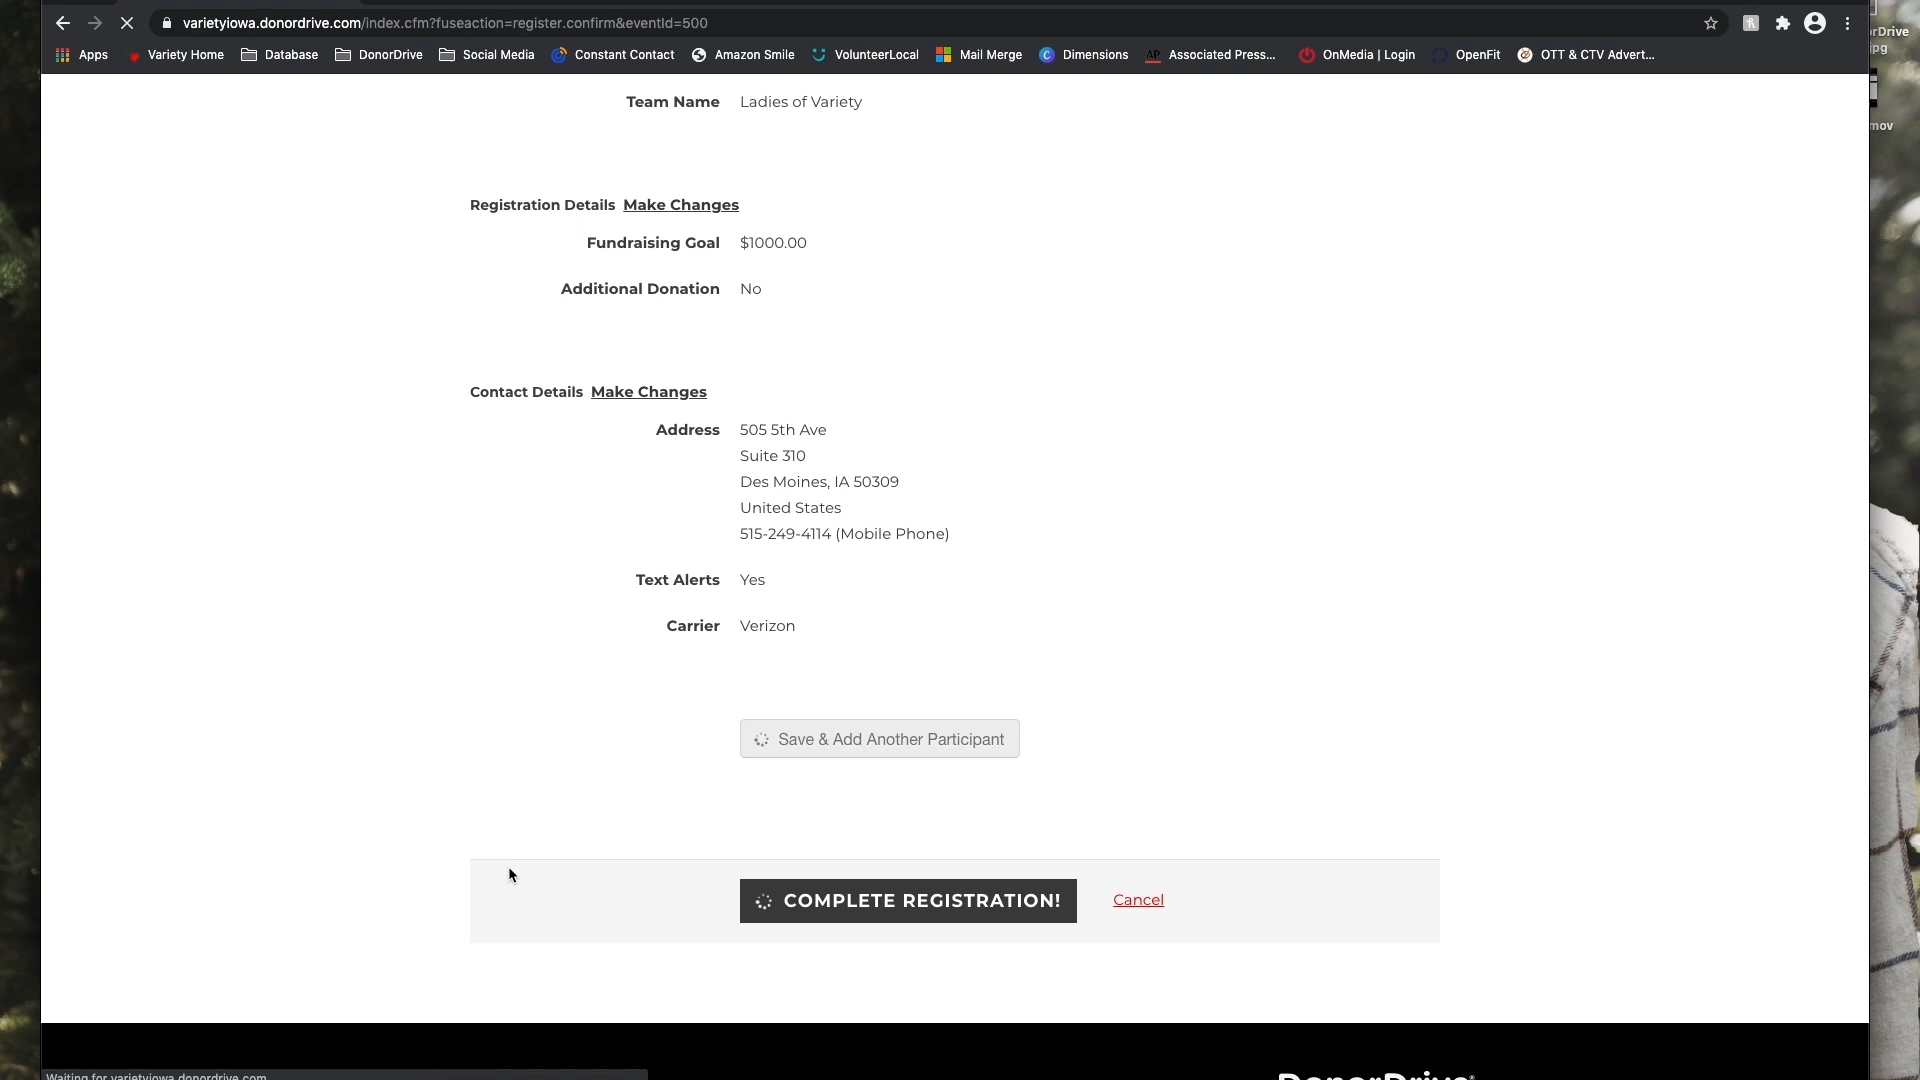 varietyiowa.donordrive.com/index.cfm?fuseaction=register.confirm&eventId=500
Apps Variety Home Database DonorDrive Social Media Constant Contact Amazon Smile VolunteerLocal Mail Merge Dimensions AP Associated Press... OnMedia | Login OpenFit OTT & CTV Advert...
Team Name Ladies of Variety
Registration Details Make Changes
Fundraising Goal $1000.00
Additional Donation No
Contact Details Make Changes
Address 505 5th Ave
Suite 310
Des Moines, IA 50309
United States
515-249-4114 (Mobile Phone)
Text Alerts Yes
Carrier Verizon
Save & Add Another Participant
COMPLETE REGISTRATION! Cancel
Waiting for varietyiowa.donordrive.com
DonorDrive